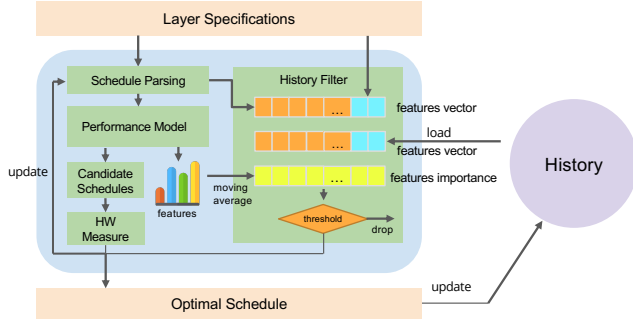 Layer Specifications
Schedule Parsing
History Filter
...
features vector
Performance Model
...
load
features vector
History
update
Candidate
Schedules
features
moving
average
...
features importance
HW
Measure
threshold
drop
Optimal Schedule
update